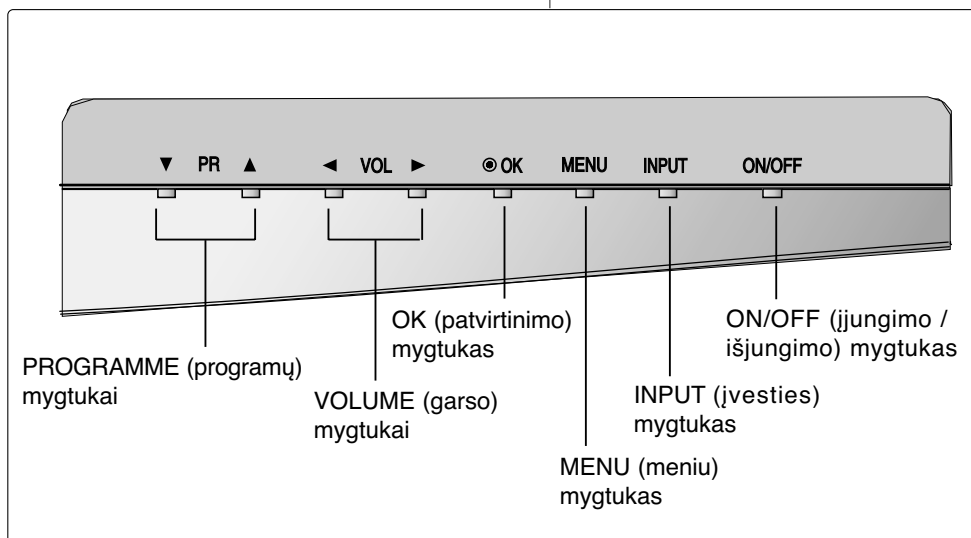 ▼ PR ▲ ◄ VOL ► ◉ OK MENU INPUT ON/OFF
PROGRAMME (programų)
mygtukai
VOLUME (garso)
mygtukai
OK (patvirtinimo)
mygtukas
MENU (meniu)
mygtukas
INPUT (įvesties)
mygtukas
ON/OFF (įjungimo /
išjungimo) mygtukas